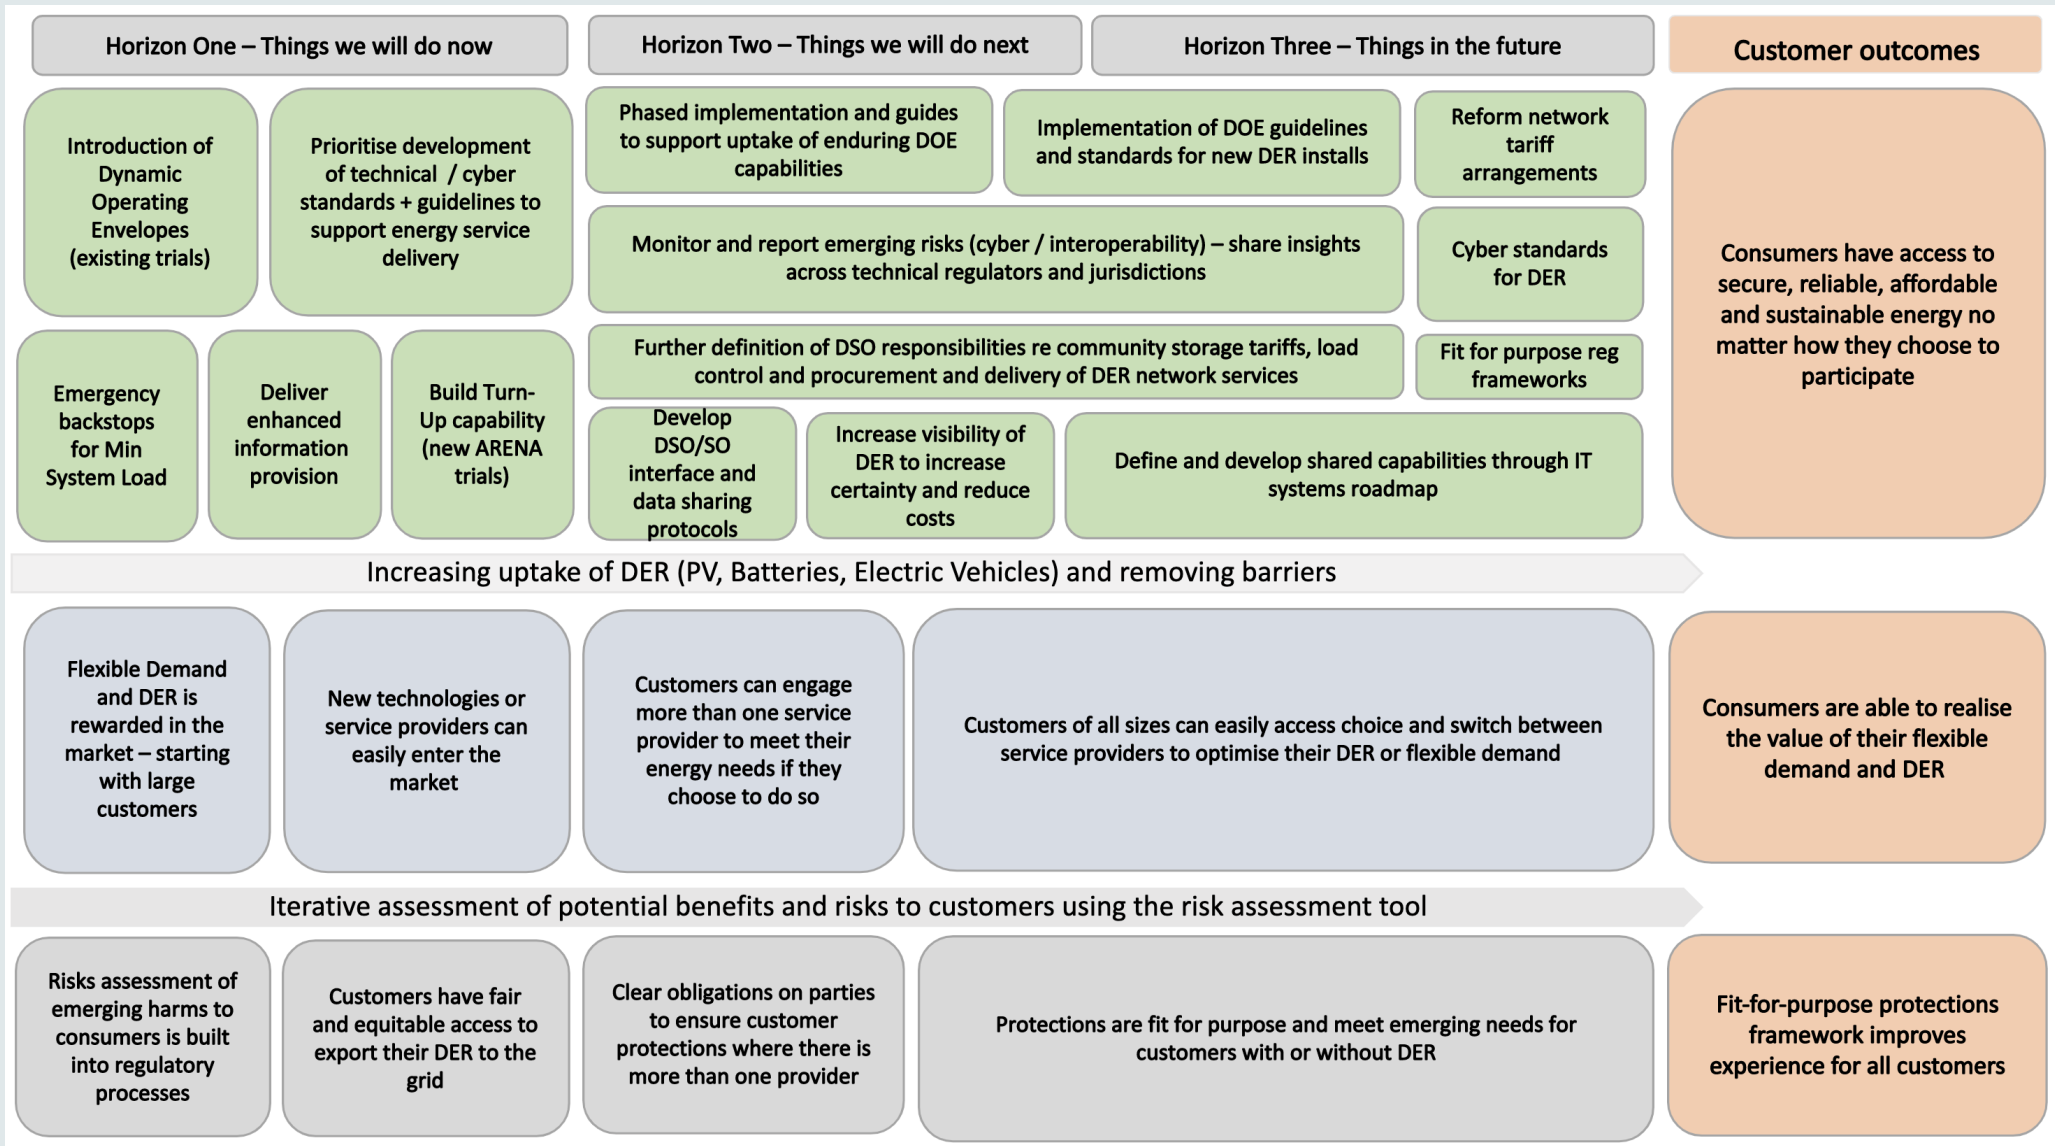 Horizon One – Things we will do now
Horizon Two – Things we will do next
Horizon Three – Things in the future
Customer outcomes
Introduction of
Dynamic
Operating
Envelopes
(existing trials)
Prioritise development
of technical / cyber
standards + guidelines to
support energy service
delivery
Phased implementation and guides
to support uptake of enduring DOE
capabilities
Implementation of DOE guidelines
and standards for new DER installs
Reform network
tariff
arrangements
Monitor and report emerging risks (cyber / interoperability) – share insights
across technical regulators and jurisdictions
Cyber standards
for DER
Consumers have access to
secure, reliable, affordable
and sustainable energy no
matter how they choose to
participate
Emergency
backstops
for Min
System Load
Deliver
enhanced
information
provision
Build Turn-
Up capability
(new ARENA
trials)
Further definition of DSO responsibilities re community storage tariffs, load
control and procurement and delivery of DER network services
Fit for purpose reg
frameworks
Develop
DSO/SO
interface and
data sharing
protocols
Increase visibility of
DER to increase
certainty and reduce
costs
Define and develop shared capabilities through IT
systems roadmap
Increasing uptake of DER (PV, Batteries, Electric Vehicles) and removing barriers
Flexible Demand
and DER is
rewarded in the
market – starting
with large
customers
New technologies or
service providers can
easily enter the
market
Customers can engage
more than one service
provider to meet their
energy needs if they
choose to do so
Customers of all sizes can easily access choice and switch between
service providers to optimise their DER or flexible demand
Consumers are able to realise
the value of their flexible
demand and DER
Iterative assessment of potential benefits and risks to customers using the risk assessment tool
Risks assessment of
emerging harms to
consumers is built
into regulatory
processes
Customers have fair
and equitable access to
export their DER to the
grid
Clear obligations on parties
to ensure customer
protections where there is
more than one provider
Protections are fit for purpose and meet emerging needs for
customers with or without DER
Fit-for-purpose protections
framework improves
experience for all customers